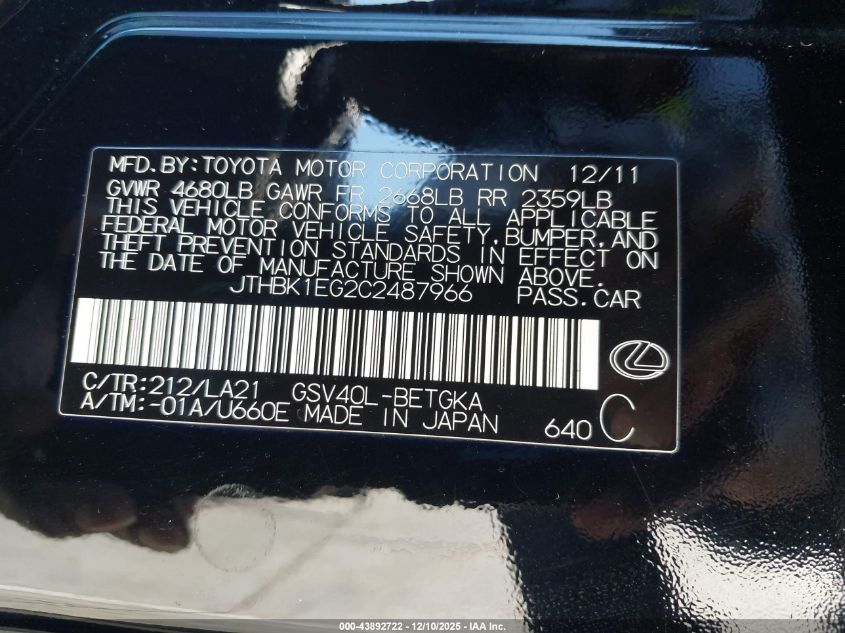 MFD.BY:TOYOTA MOTOR CORPORATION 12/11
GVWR 4680LB GAWR FR 2668LB RR 2359LB
THIS VEHICLE CONFORMS TO ALL APPLICABLE
FEDERAL MOTOR VEHICLE SAFETY,BUMPER,AND
THEFT PREVENTION STANDARDS IN EFFECT ON
THE DATE OF MANUFACTURE SHOWN ABOVE.
JTHBK1EG2C2487966 PASS.CAR
C/TR:212/LA21 GSV40L-BETGKA
A/TM:-01A/U660E MADE IN JAPAN 640 C
000-43892722 - 12/10/2025 - IAA Inc.